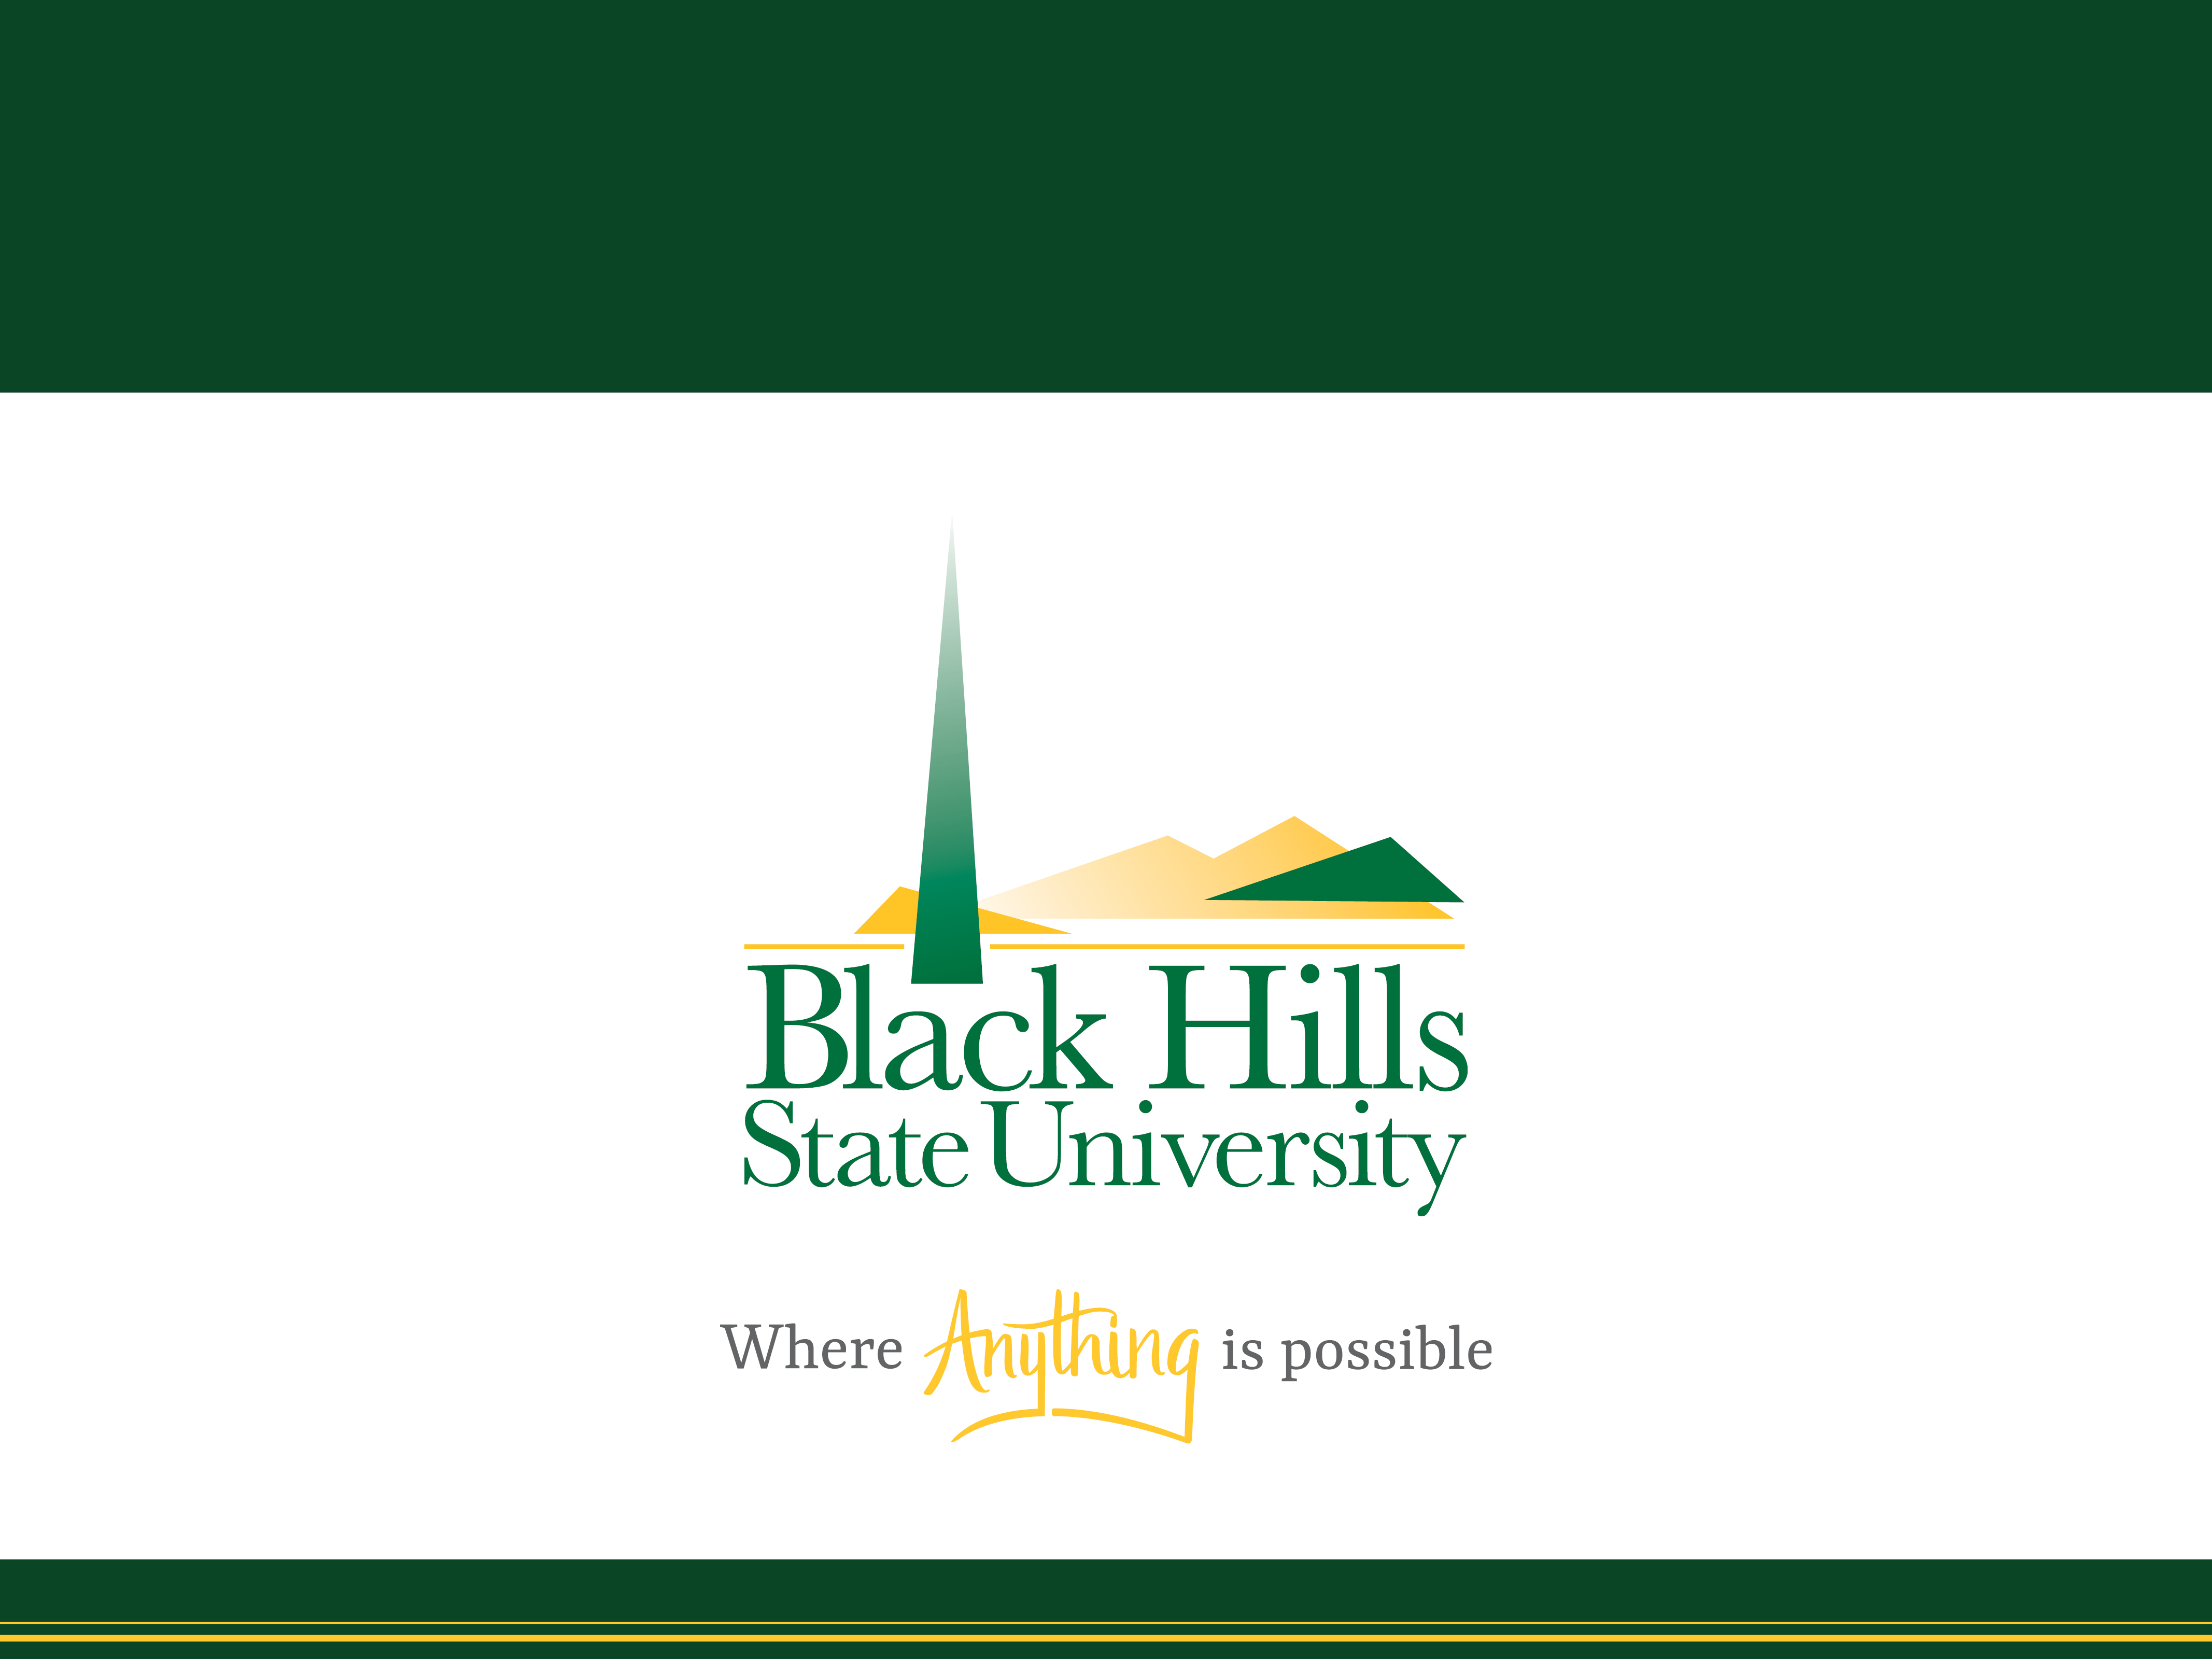 Black Hills
State University
Where Anything is possible